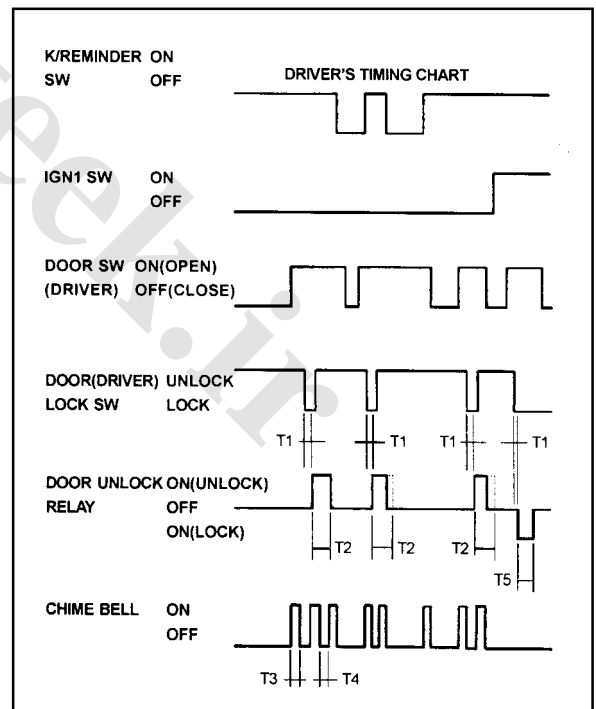 K/REMINDER ON
SW OFF
DRIVER'S TIMING CHART
IGN1 SW ON
OFF
DOOR SW ON(OPEN)
(DRIVER) OFF(CLOSE)
DOOR(DRIVER) UNLOCK
LOCK SW LOCK
T1 T1 T1 T1
DOOR UNLOCK ON(UNLOCK)
RELAY OFF
ON(LOCK)
T2 T2 T2
T5
CHIME BELL ON
OFF
T3 T4
eek.ir